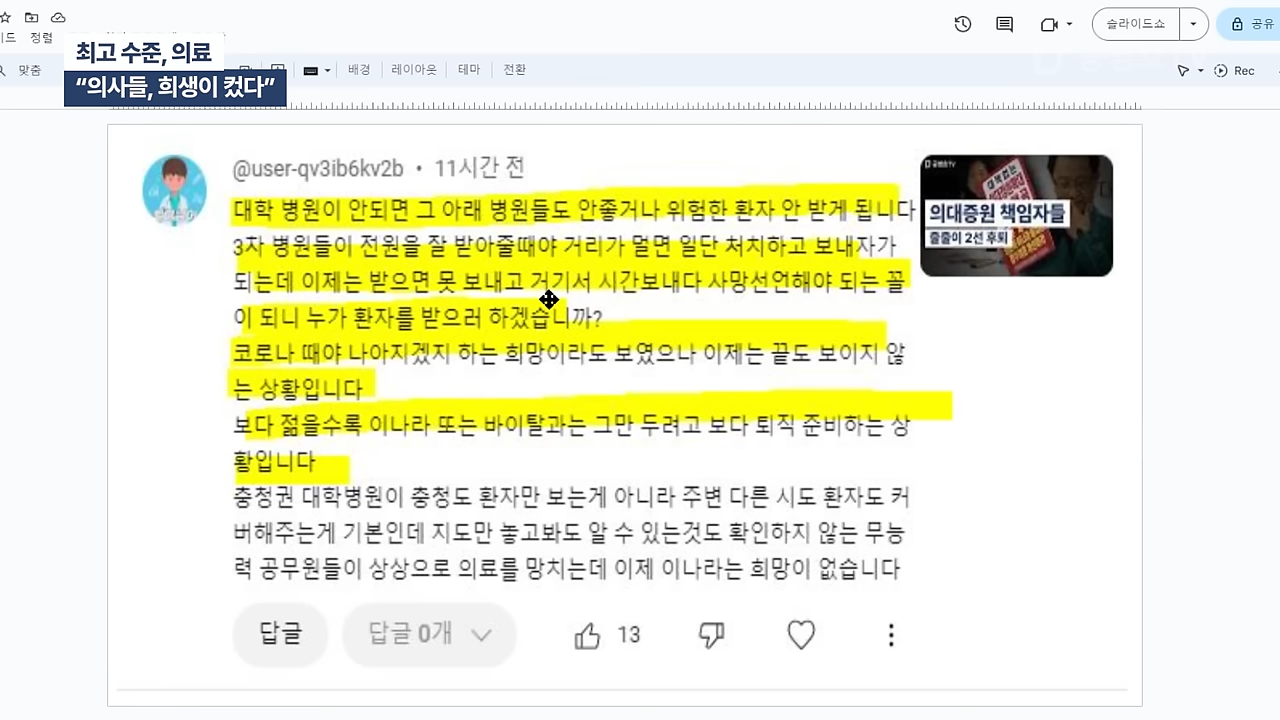 최고 수준, 의료
“의사들, 희생이 컸다”
정렬
슬라이드쇼
공유
맞춤
배경
레이아웃
테마
전환
Rec
@user-qv3ib6kv2b • 11시간 전
대학 병원이 안되면 그 아래 병원들도 안좋거나 위험한 환자 안 받게 됩니다
3차 병원들이 전원을 잘 받아줄때야 거리가 멀면 일단 처치하고 보내자가
되는데 이제는 받으면 못 보내고 거기서 시간보내다 사망선언해야 되는 꼴
이 되니 누가 환자를 받으러 하겠습니까?
코로나 때야 나아지겠지 하는 희망이라도 보였으나 이제는 끝도 보이지 않
는 상황입니다
보다 젊을수록 이나라 또는 바이탈과는 그만 두려고 보다 퇴직 준비하는 상
황입니다
충청권 대학병원이 충청도 환자만 보는게 아니라 주변 다른 시도 환자도 커
버해주는게 기본인데 지도만 놓고봐도 알 수 있는것도 확인하지 않는 무능
력 공무원들이 상상으로 의료를 망치는데 이제 이나라는 희망이 없습니다
의대증원 책임자들
줄줄이 2선 후퇴
답글
답글 0개
13